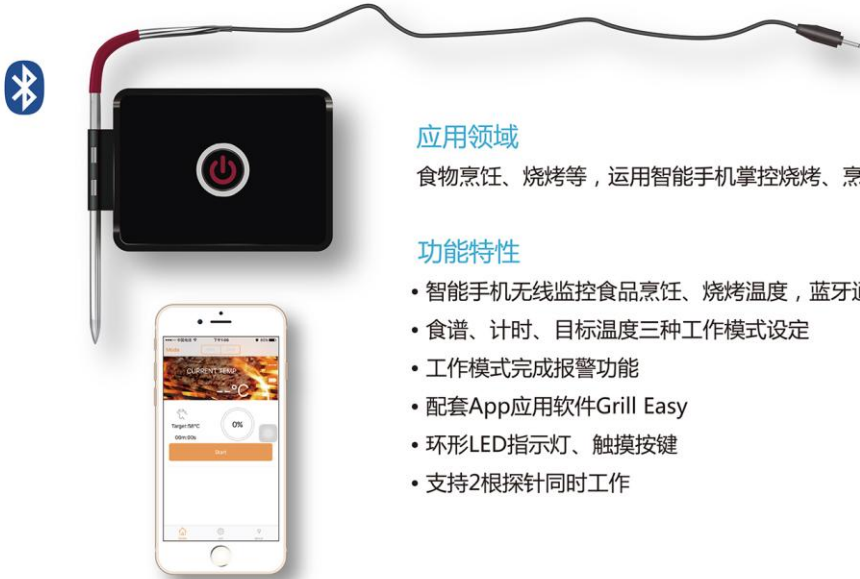 应用领域
食物烹饪、烧烤等，运用智能手机掌控烧烤、烹
功能特性
• 智能手机无线监控食品烹饪、烧烤温度，蓝牙通
• 食谱、计时、目标温度三种工作模式设定
• 工作模式完成报警功能
• 配套App应用软件Grill Easy
• 环形LED指示灯、触摸按键
• 支持2根探针同时工作
CURRENT TEMP
--°C
Target:56°C
0%
00m:00s
Start